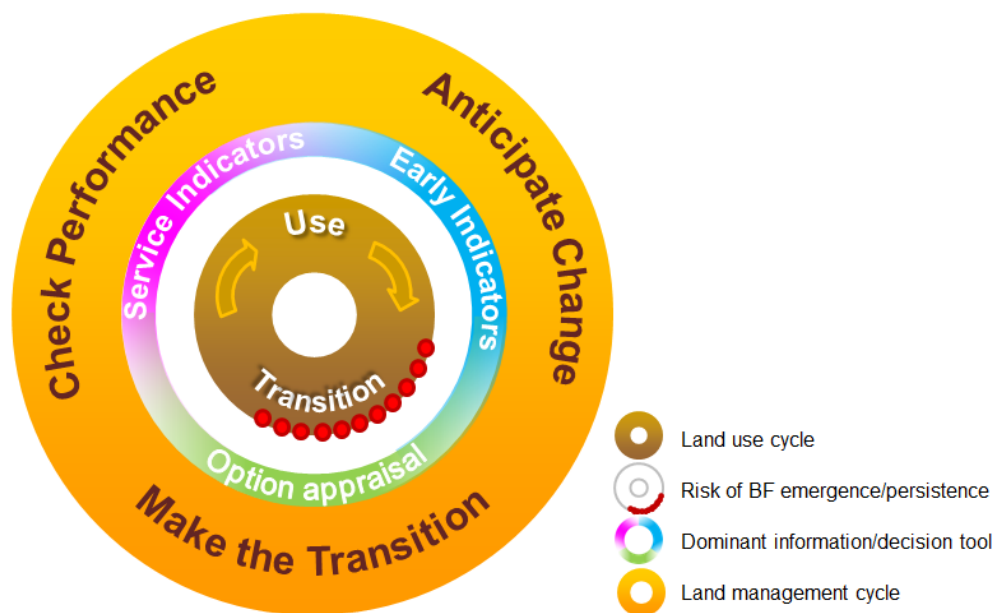 Check Performance
Anticipate Change
Make the Transition
Service Indicators
Early Indicators
Option appraisal
Use
Transition
Land use cycle
Risk of BF emergence/persistence
Dominant information/decision tool
Land management cycle